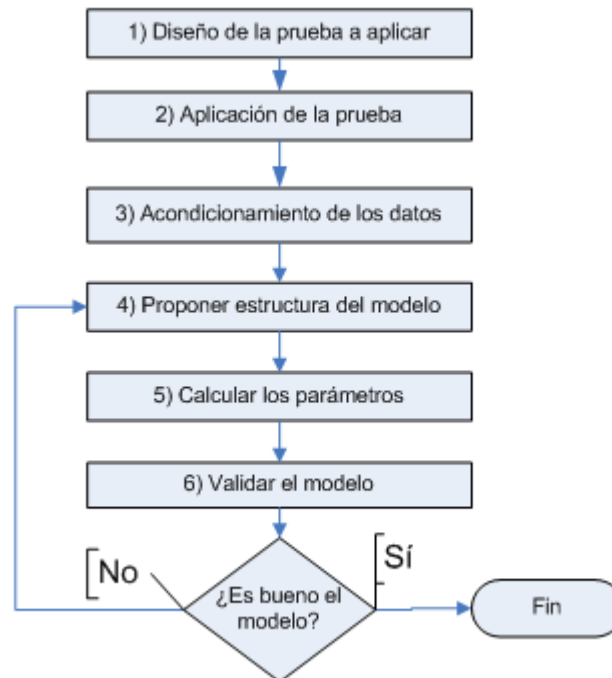 1) Diseño de la prueba a aplicar
2) Aplicación de la prueba
3) Acondicionamiento de los datos
4) Proponer estructura del modelo
5) Calcular los parámetros
6) Validar el modelo
No
Sí
¿Es bueno el
modelo?
Fin